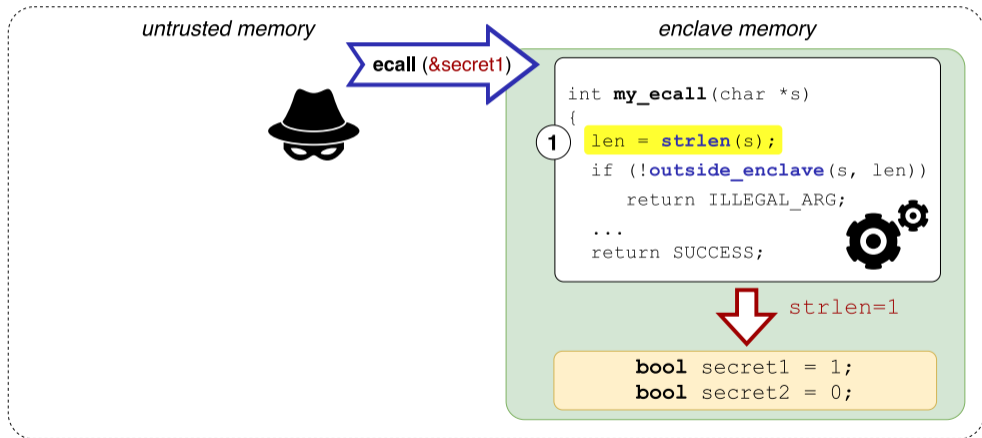 untrusted memory
enclave memory
ecall (&secret1)
int my_ecall(char *s)
{
1
len = strlen(s);
if (!outside_enclave(s, len))
return ILLEGAL_ARG;
...
return SUCCESS;
strlen=1
bool secret1 = 1;
bool secret2 = 0;